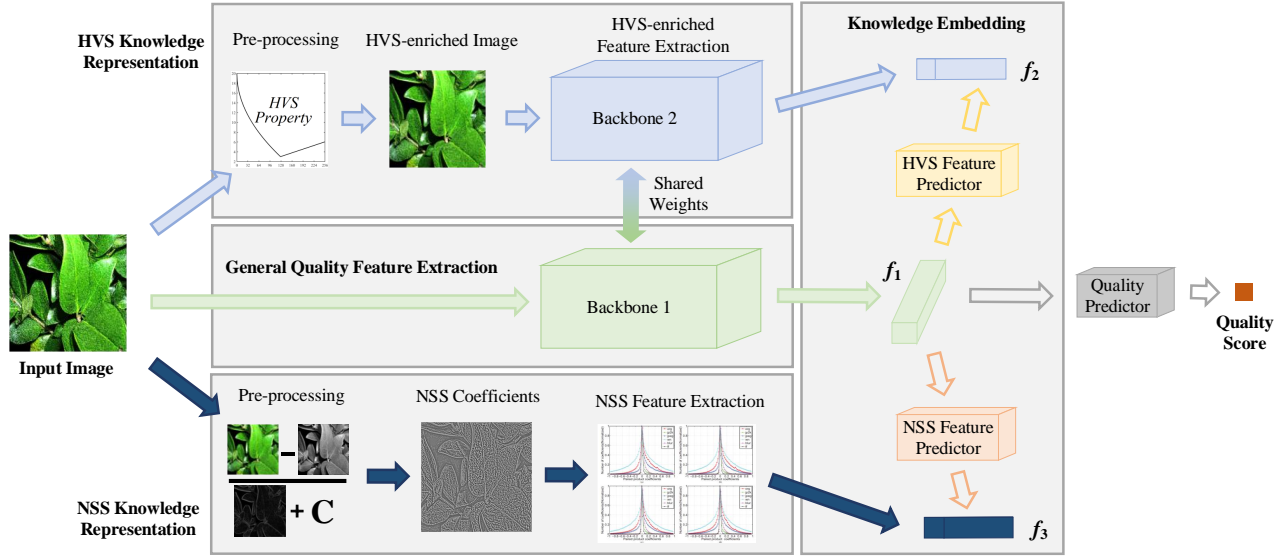 HVS Knowledge
Representation
Pre-processing
HVS-enriched Image
HVS-enriched
Feature Extraction
Knowledge Embedding
HVS
Property
Backbone 2
f2
HVS Feature
Predictor
Shared
Weights
General Quality Feature Extraction
Backbone 1
f1
Quality
Predictor
Quality
Score
Input Image
Pre-processing
NSS Coefficients
NSS Feature Extraction
NSS Feature
Predictor
+ C
NSS Knowledge
Representation
f3